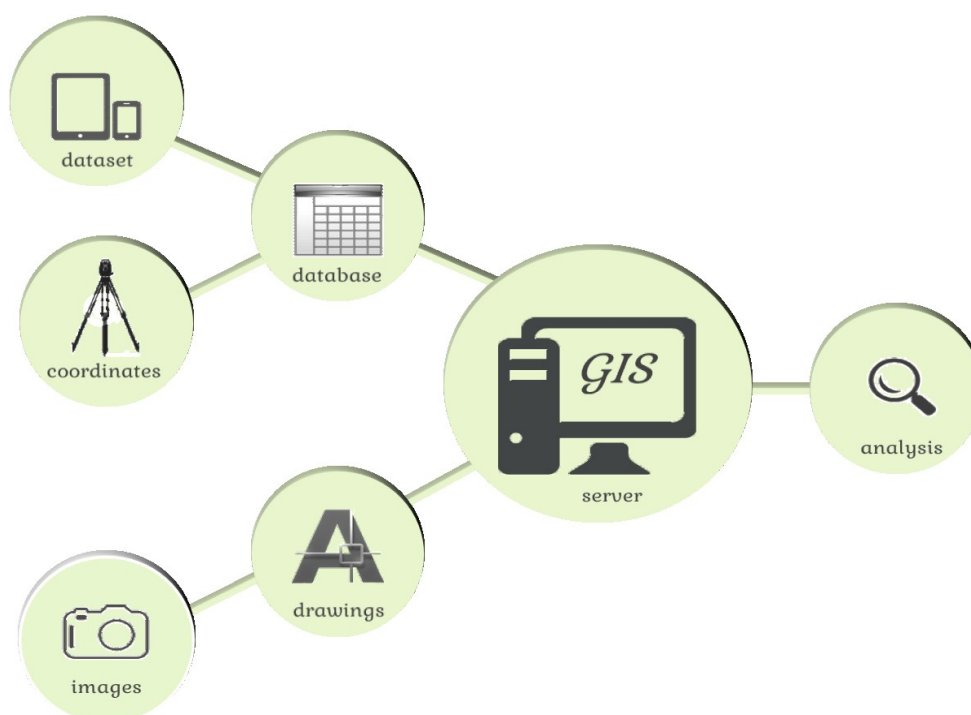 dataset
database
coordinates
GIS
server
analysis
drawings
images